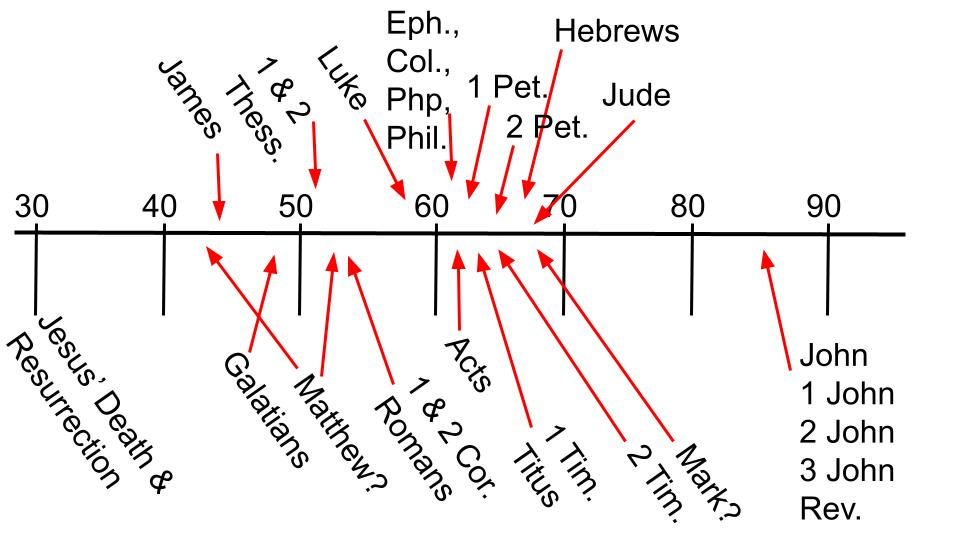 James
1 & 2
Thess.
Luke
Eph.,
Col.,
Php,
Phil.
1 Pet.
2 Pet.
Hebrews
Jude
30 40 50 60 70 80 90
Jesus’ Death &
Resurrection
Galatians
Matthew?
1 & 2 Cor.
Romans
Acts
1 Tim.
Titus
2 Tim.
Mark?
John
1 John
2 John
3 John
Rev.